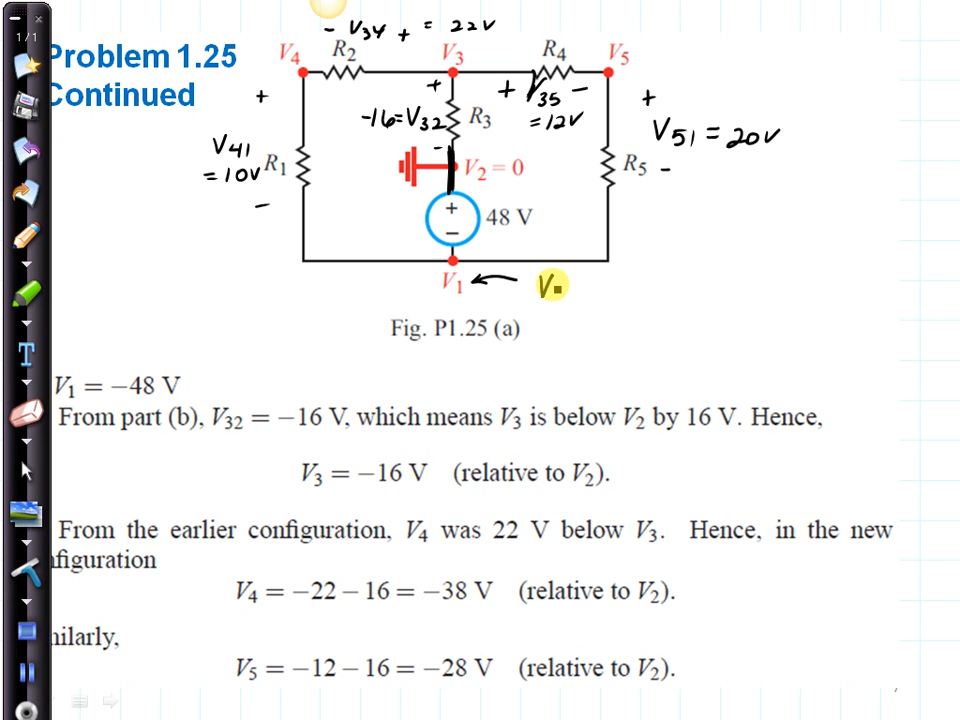 1/1
Problem 1.25
Continued
- V34 + = 22V
V4 R2 V3 R4 V5
+ + + V35 - +
-16=V32 R3 = 12V V51 = 20V
V41 R1 - V2 = 0 R5 -
= 10V
- + 48 V
-
V1 ← V
Fig. P1.25 (a)
V1 = −48 V
From part (b), V32 = −16 V, which means V3 is below V2 by 16 V. Hence,
V3 = −16 V (relative to V2).
From the earlier configuration, V4 was 22 V below V3. Hence, in the new
nfiguration
V4 = −22 − 16 = −38 V (relative to V2).
nilarly,
V5 = −12 − 16 = −28 V (relative to V2).